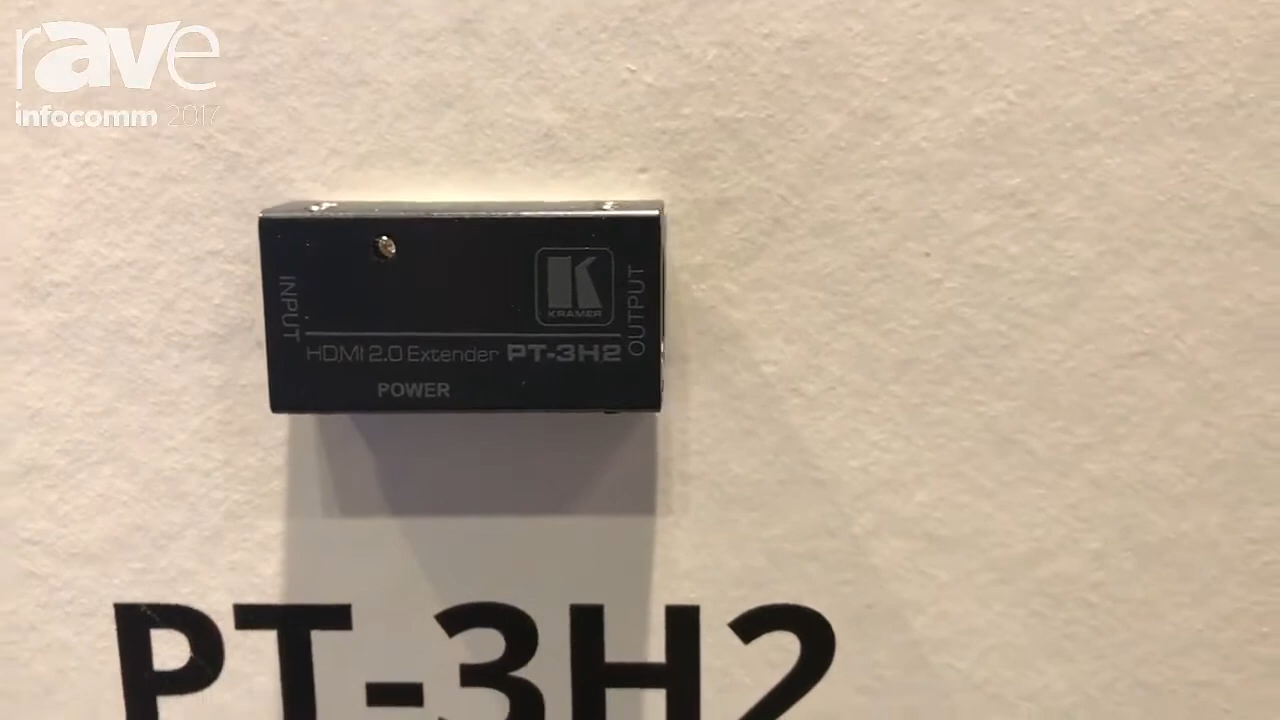 rAVe
infocomm 2017
INPUT
K
KRAMER
OUTPUT
HDMI 2.0 Extender PT-3H2
POWER
PT-3H2